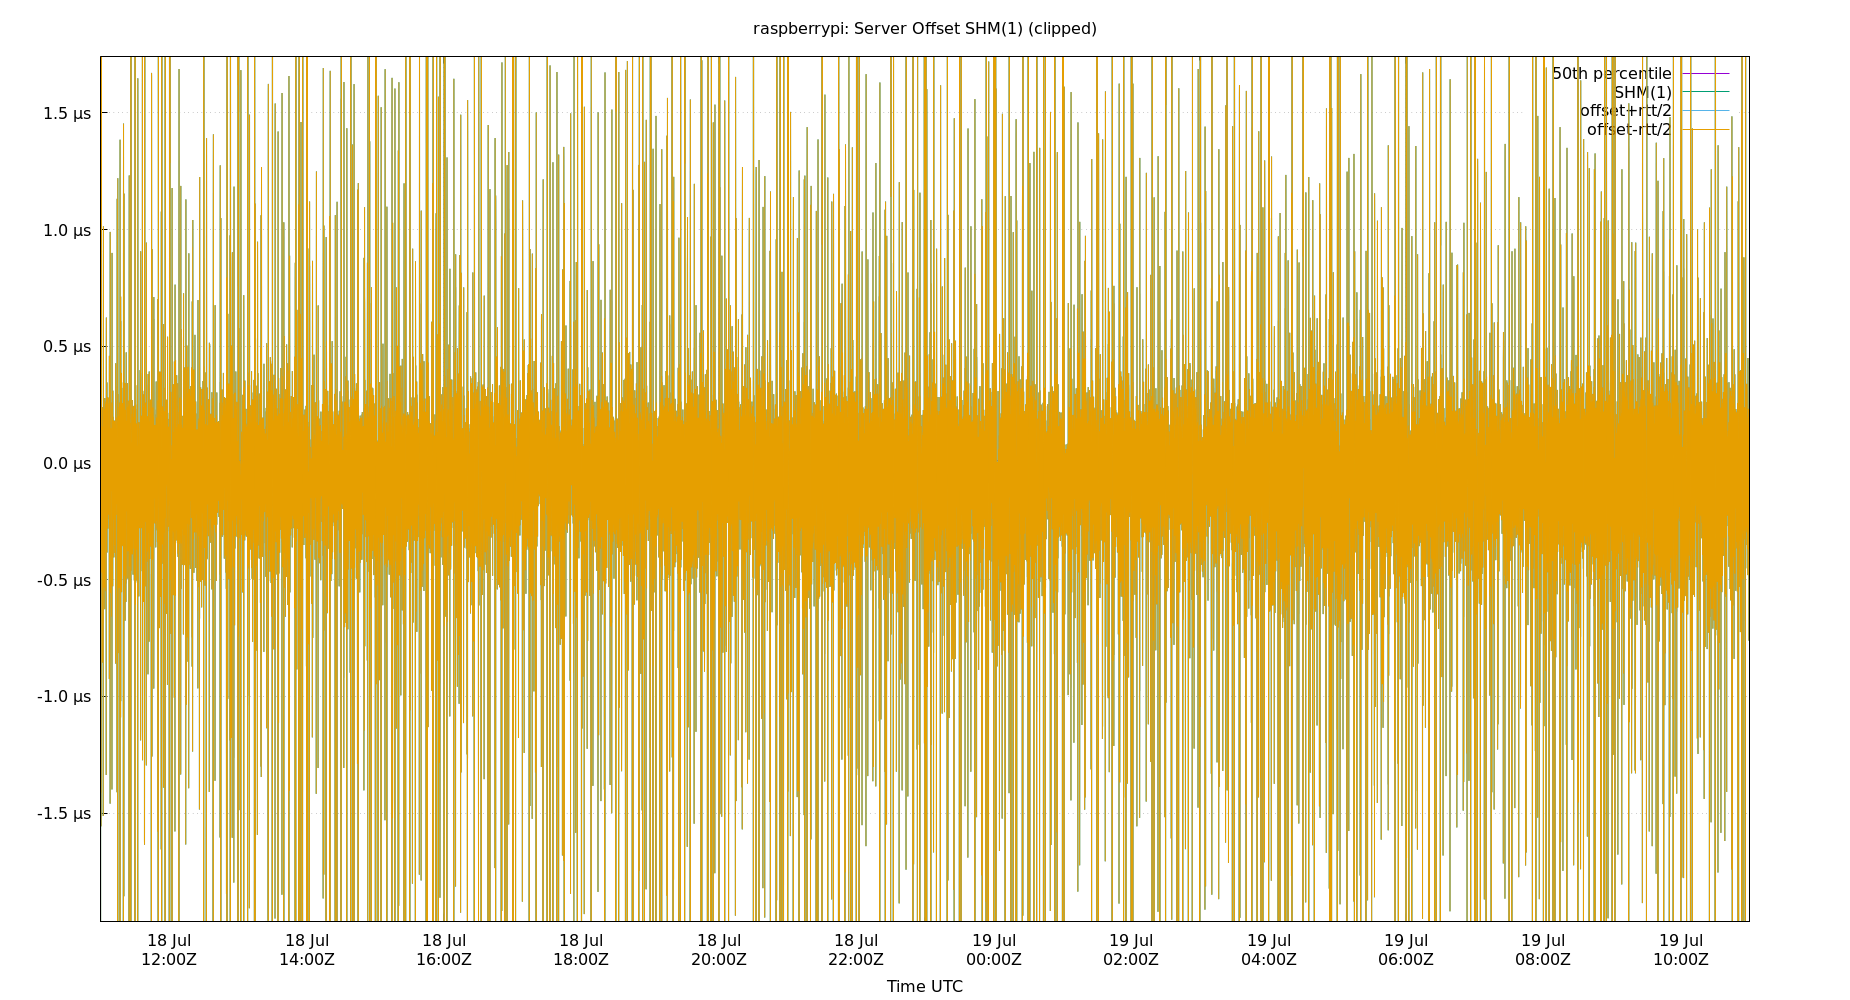 raspberrypi: Server Offset SHM(1) (clipped)
50th percentile
SHM(1)
offset+rtt/2
offset-rtt/2
1.5 µs
1.0 µs
0.5 µs
0.0 µs
-0.5 µs
-1.0 µs
-1.5 µs
18 Jul 18 Jul 18 Jul 18 Jul 18 Jul 18 Jul 19 Jul 19 Jul 19 Jul 19 Jul 19 Jul 19 Jul
12:00Z 14:00Z 16:00Z 18:00Z 20:00Z 22:00Z 00:00Z 02:00Z 04:00Z 06:00Z 08:00Z 10:00Z
Time UTC